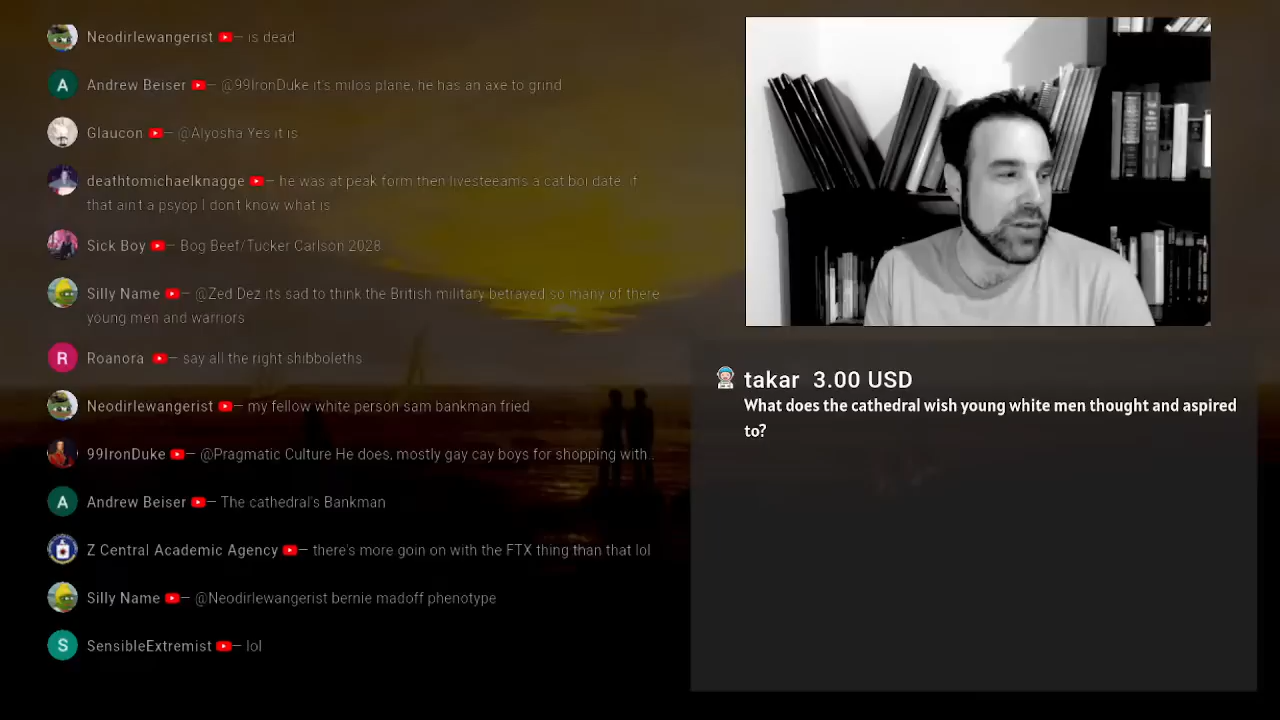 Neodirlewangerist — is dead
A Andrew Beiser — @99IronDuke it's milos plane, he has an axe to grind
Glaucon — @Alyosha Yes it is
deathtomichaelknagge — he was at peak form then livesteeams a cat boi date. if
that ain't a psyop I don't know what is
Sick Boy — Bog Beef/Tucker Carlson 2028
Silly Name — @Zed Dez its sad to think the British military betrayed so many of there
young men and warriors
R Roanora — say all the right shibboleths
Neodirlewangerist — my fellow white person sam bankman fried
99IronDuke — @Pragmatic Culture He does, mostly gay cay boys for shopping with..
A Andrew Beiser — The cathedral's Bankman
Z Central Academic Agency — there's more goin on with the FTX thing than that lol
Silly Name — @Neodirlewangerist bernie madoff phenotype
S SensibleExtremist — lol
takar 3.00 USD
What does the cathedral wish young white men thought and aspired
to?